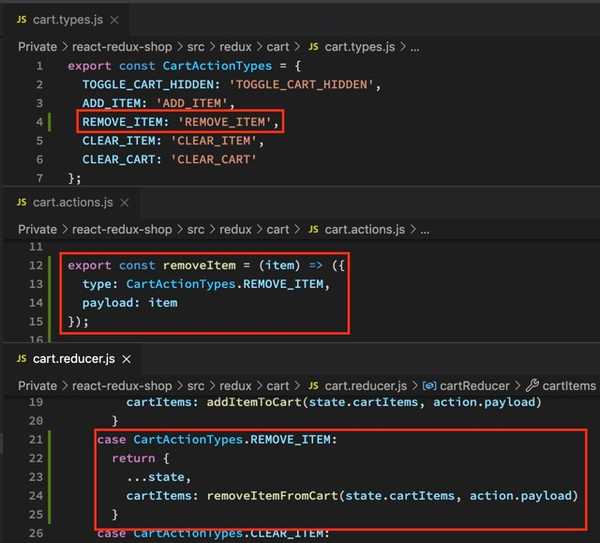 JS cart.types.js ×
Private > react-redux-shop > src > redux > cart > JS cart.types.js > ...
1 export const CartActionTypes = {
2 TOGGLE_CART_HIDDEN: 'TOGGLE_CART_HIDDEN',
3 ADD_ITEM: 'ADD_ITEM',
4 REMOVE_ITEM: 'REMOVE_ITEM',
5 CLEAR_ITEM: 'CLEAR_ITEM',
6 CLEAR_CART: 'CLEAR_CART'
7 };
JS cart.actions.js ×
Private > react-redux-shop > src > redux > cart > JS cart.actions.js > ...
11
12 export const removeItem = (item) => ({
13 type: CartActionTypes.REMOVE_ITEM,
14 payload: item
15 });
16
JS cart.reducer.js ×
Private > react-redux-shop > src > redux > cart > JS cart.reducer.js > cartReducer > cartItems
19 cartItems: addItemToCart(state.cartItems, action.payload)
20 }
21 case CartActionTypes.REMOVE_ITEM:
22 return {
23 ...state,
24 cartItems: removeItemFromCart(state.cartItems, action.payload)
25 }
26 case CartActionTypes.CLEAR_ITEM: